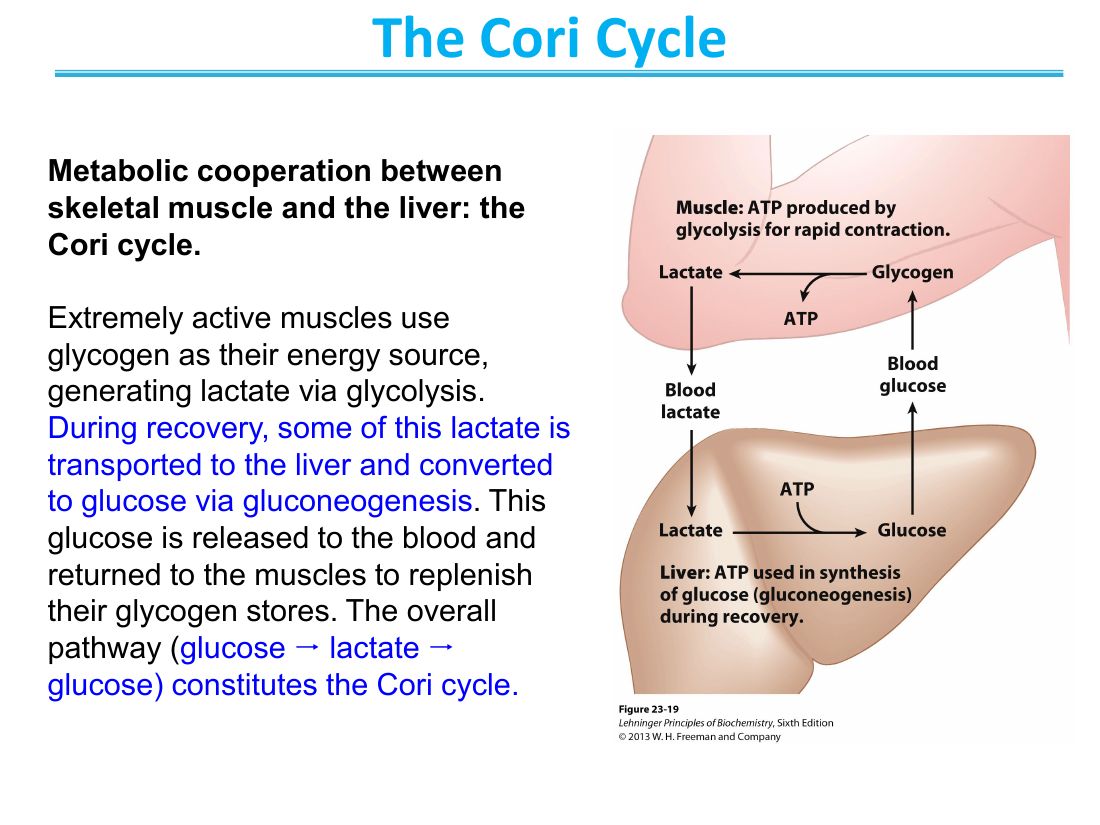 The Cori Cycle
Metabolic cooperation between
skeletal muscle and the liver: the
Cori cycle.
Extremely active muscles use
glycogen as their energy source,
generating lactate via glycolysis.
During recovery, some of this lactate is
transported to the liver and converted
to glucose via gluconeogenesis. This
glucose is released to the blood and
returned to the muscles to replenish
their glycogen stores. The overall
pathway (glucose → lactate →
glucose) constitutes the Cori cycle.
Muscle: ATP produced by
glycolysis for rapid contraction.
Lactate
Glycogen
ATP
Blood
glucose
Blood
lactate
ATP
Lactate
Glucose
Liver: ATP used in synthesis
of glucose (gluconeogenesis)
during recovery.
Figure 23-19
Lehninger Principles of Biochemistry, Sixth Edition
© 2013 W. H. Freeman and Company